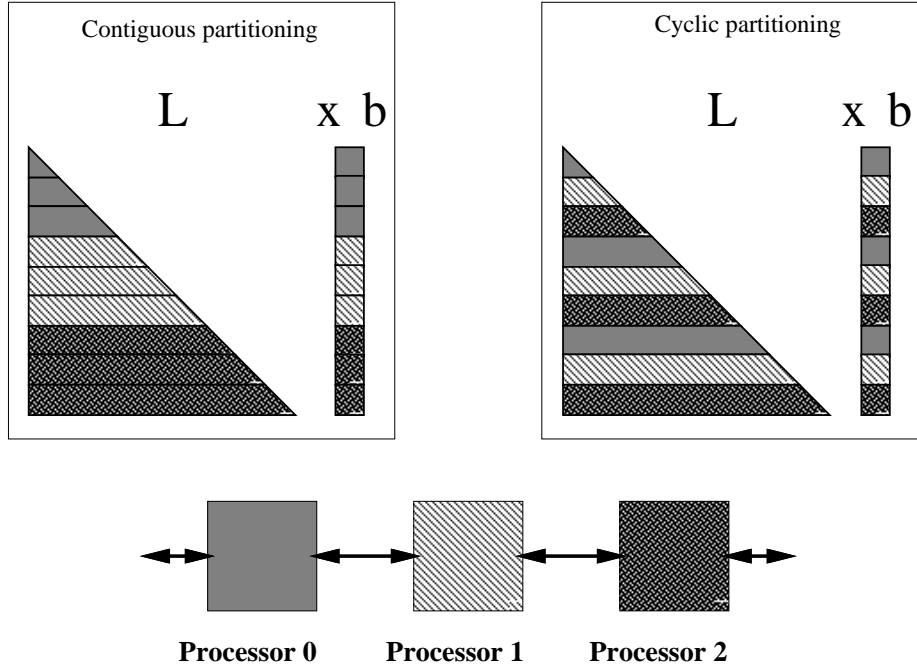 Contiguous partitioning
L x b
Cyclic partitioning
L x b
Processor 0 Processor 1 Processor 2